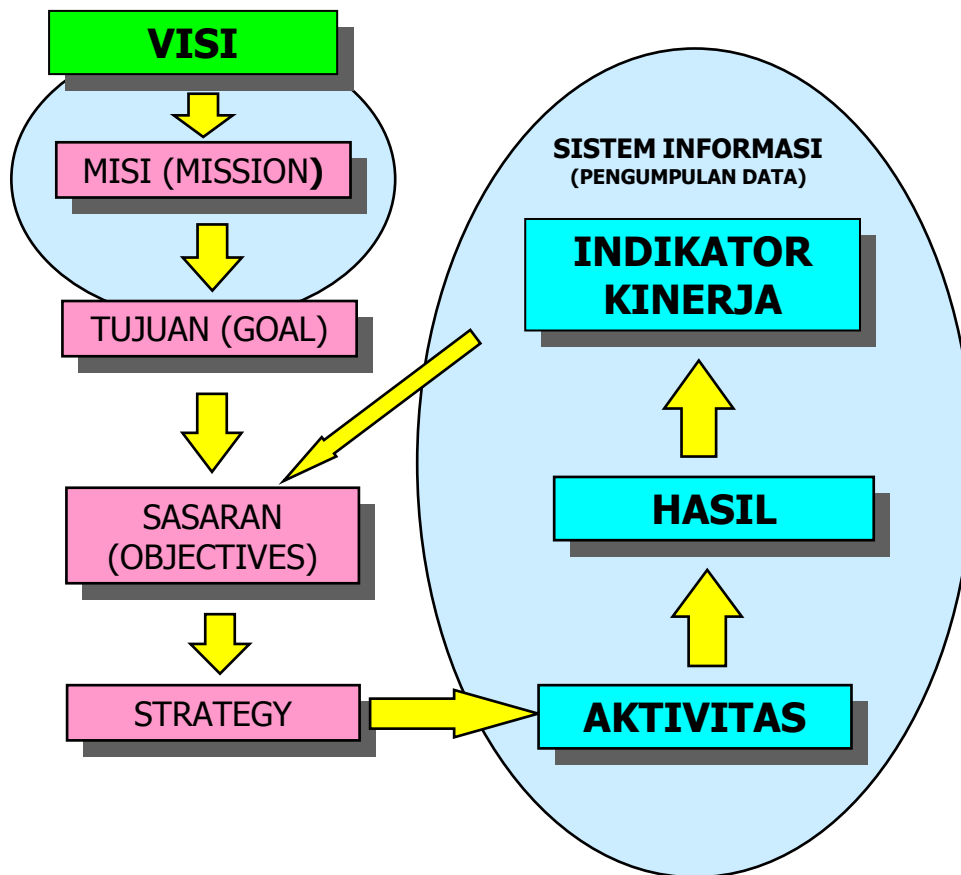 VISI
MISI (MISSION)
TUJUAN (GOAL)
SASARAN
(OBJECTIVES)
STRATEGY
SISTEM INFORMASI
(PENGUMPULAN DATA)
INDIKATOR
KINERJA
HASIL
AKTIVITAS